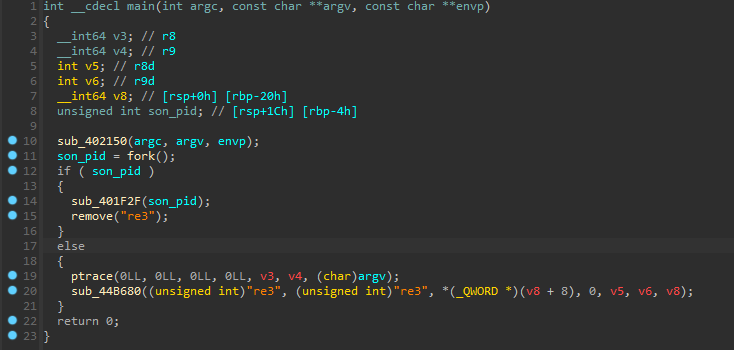 1 int __cdecl main(int argc, const char **argv, const char **envp)
2 {
3 __int64 v3; // r8
4 __int64 v4; // r9
5 int v5; // r8d
6 int v6; // r9d
7 __int64 v8; // [rsp+0h] [rbp-20h]
8 unsigned int son_pid; // [rsp+1Ch] [rbp-4h]
9
10 sub_402150(argc, argv, envp);
11 son_pid = fork();
12 if ( son_pid )
13 {
14 sub_401F2F(son_pid);
15 remove("re3");
16 }
17 else
18 {
19 ptrace(0LL, 0LL, 0LL, 0LL, v3, v4, (char)argv);
20 sub_44B680((unsigned int)"re3", (unsigned int)"re3", *(_QWORD *)(v8 + 8), 0, v5, v6, v8);
21 }
22 return 0;
23 }